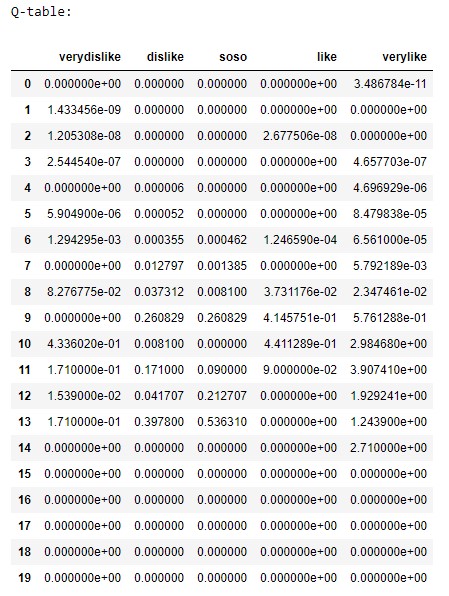 Q-table:
verydislike dislike soso like verylike
0 0.000000e+00 0.000000 0.000000 0.000000e+00 3.486784e-11
1 1.433456e-09 0.000000 0.000000 0.000000e+00 0.000000e+00
2 1.205308e-08 0.000000 0.000000 2.677506e-08 0.000000e+00
3 2.544540e-07 0.000000 0.000000 0.000000e+00 4.657703e-07
4 0.000000e+00 0.000006 0.000000 0.000000e+00 4.696929e-06
5 5.904900e-06 0.000052 0.000000 0.000000e+00 8.479838e-05
6 1.294295e-03 0.000355 0.000462 1.246590e-04 6.561000e-05
7 0.000000e+00 0.012797 0.001385 0.000000e+00 5.792189e-03
8 8.276775e-02 0.037312 0.008100 3.731176e-02 2.347461e-02
9 0.000000e+00 0.260829 0.260829 4.145751e-01 5.761288e-01
10 4.336020e-01 0.008100 0.000000 4.411289e-01 2.984680e+00
11 1.710000e-01 0.171000 0.090000 9.000000e-02 3.907410e+00
12 1.539000e-02 0.041707 0.212707 0.000000e+00 1.929241e+00
13 1.710000e-01 0.397800 0.536310 0.000000e+00 1.243900e+00
14 0.000000e+00 0.000000 0.000000 0.000000e+00 2.710000e+00
15 0.000000e+00 0.000000 0.000000 0.000000e+00 0.000000e+00
16 0.000000e+00 0.000000 0.000000 0.000000e+00 0.000000e+00
17 0.000000e+00 0.000000 0.000000 0.000000e+00 0.000000e+00
18 0.000000e+00 0.000000 0.000000 0.000000e+00 0.000000e+00
19 0.000000e+00 0.000000 0.000000 0.000000e+00 0.000000e+00